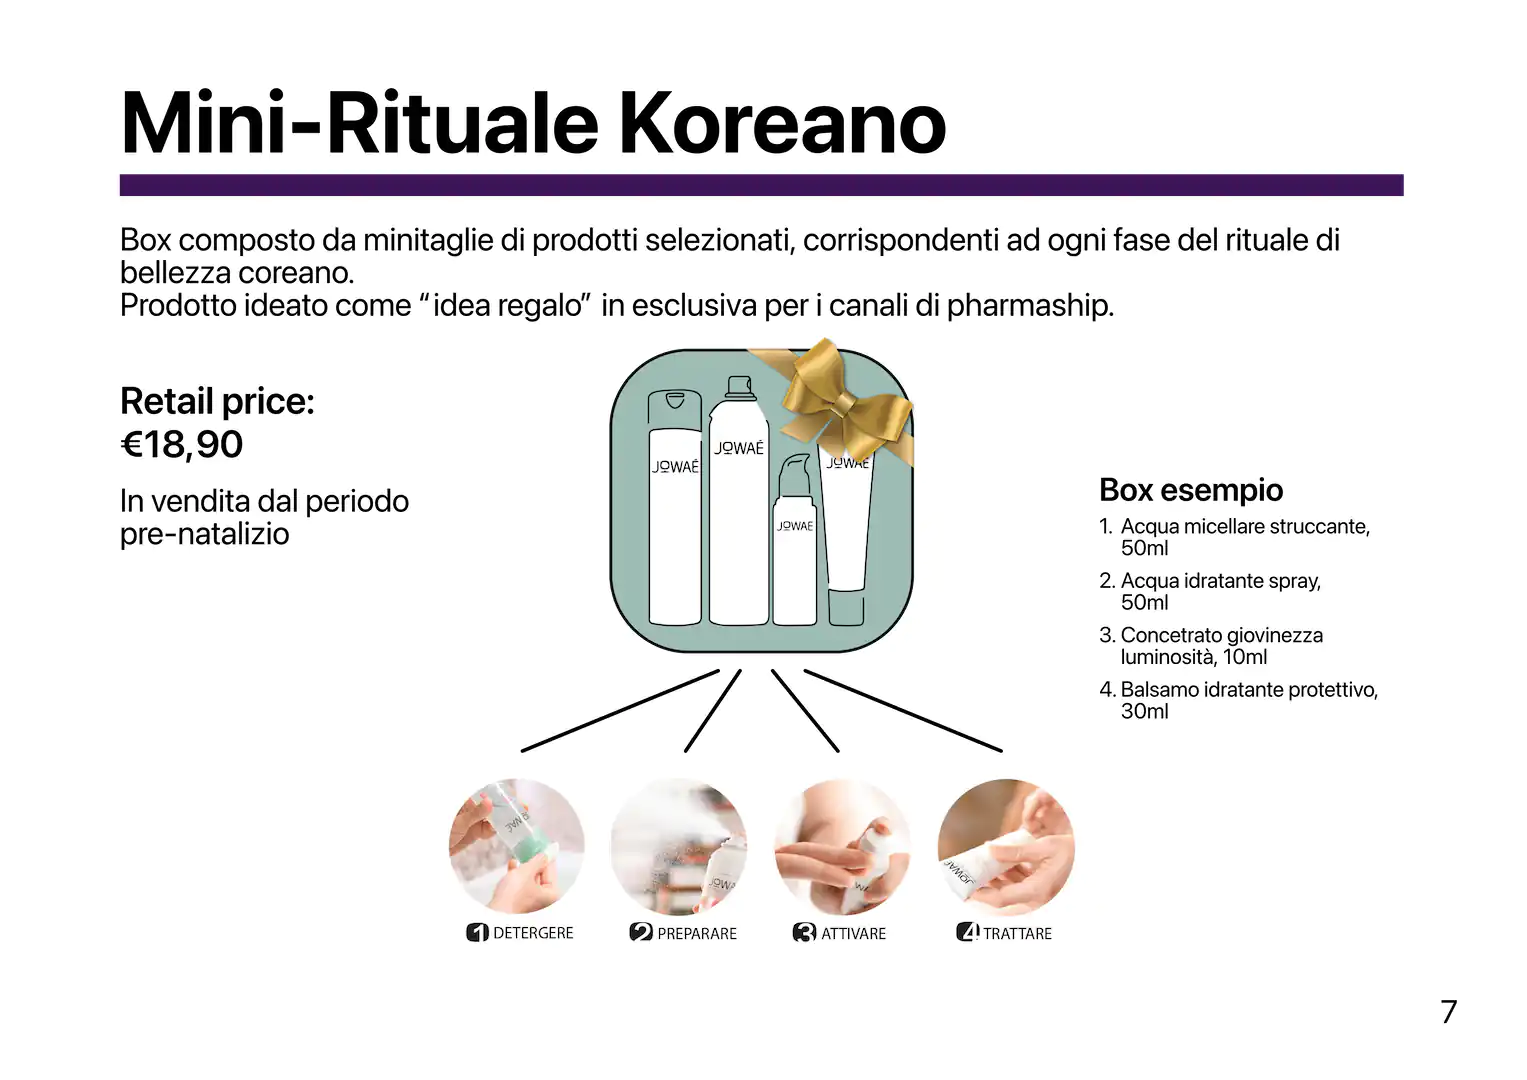 Mini-Rituale Koreano
Box composto da minitaglie di prodotti selezionati, corrispondenti ad ogni fase del rituale di
bellezza coreano.
Prodotto ideato come “idea regalo” in esclusiva per i canali di pharmaship.
Retail price:
€18,90
In vendita dal periodo
pre-natalizio
JOWAÉ
JOWAÉ
JOWAÉ
JOWAÉ
Box esempio
1. Acqua micellare struccante,
50ml
2. Acqua idratante spray,
50ml
3. Concetrato giovinezza
luminosità, 10ml
4. Balsamo idratante protettivo,
30ml
JOWAÉ
1 DETERGERE
2 PREPARARE
3 ATTIVARE
4 TRATTARE
7